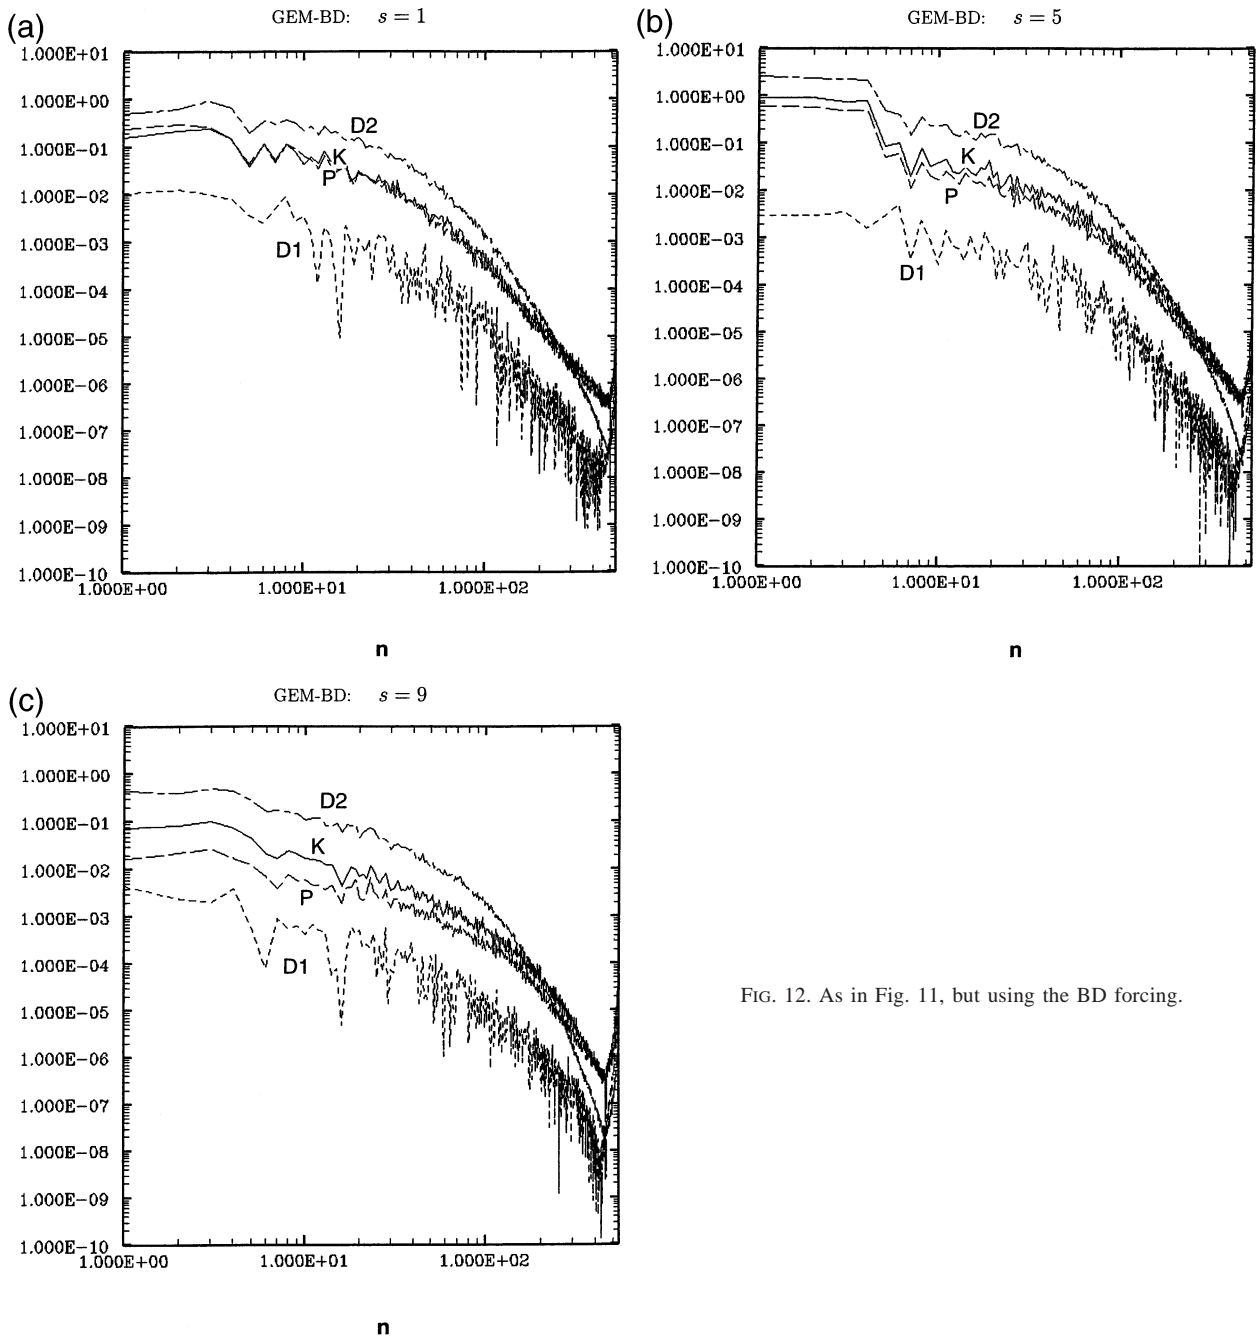 (a)
GEM-BD: s = 1
1.000E+01
1.000E+00
1.000E-01
1.000E-02
1.000E-03
1.000E-04
1.000E-05
1.000E-06
1.000E-07
1.000E-08
1.000E-09
1.000E-10
D2
K
P
D1
1.000E+00 1.000E+01 1.000E+02
n
(b)
GEM-BD: s = 5
1.000E+01
1.000E+00
1.000E-01
1.000E-02
1.000E-03
1.000E-04
1.000E-05
1.000E-06
1.000E-07
1.000E-08
1.000E-09
1.000E-10
D2
K
P
D1
1.000E+00 1.000E+01 1.000E+02
n
(c)
GEM-BD: s = 9
1.000E+01
1.000E+00
1.000E-01
1.000E-02
1.000E-03
1.000E-04
1.000E-05
1.000E-06
1.000E-07
1.000E-08
1.000E-09
1.000E-10
D2
K
P
D1
1.000E+00 1.000E+01 1.000E+02
n
FIG. 12. As in Fig. 11, but using the BD forcing.